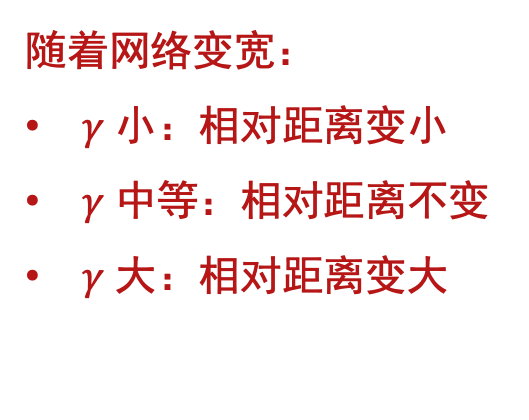 随着网络变宽：
• γ 小：相对距离变小
• γ 中等：相对距离不变
• γ 大：相对距离变大